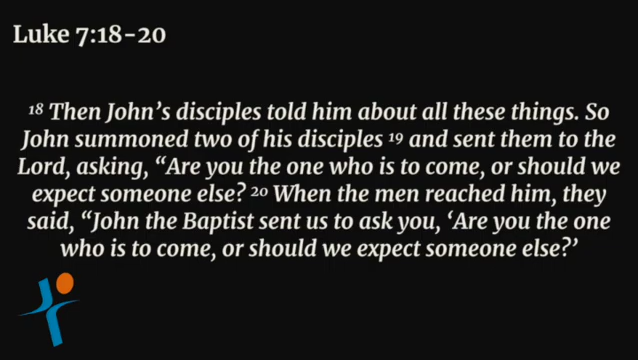 Luke 7:18-20
¹⁸ Then John’s disciples told him about all these things. So
John summoned two of his disciples ¹⁹ and sent them to the
Lord, asking, “Are you the one who is to come, or should we
expect someone else? ²⁰ When the men reached him, they
said, “John the Baptist sent us to ask you, ‘Are you the one
who is to come, or should we expect someone else?’